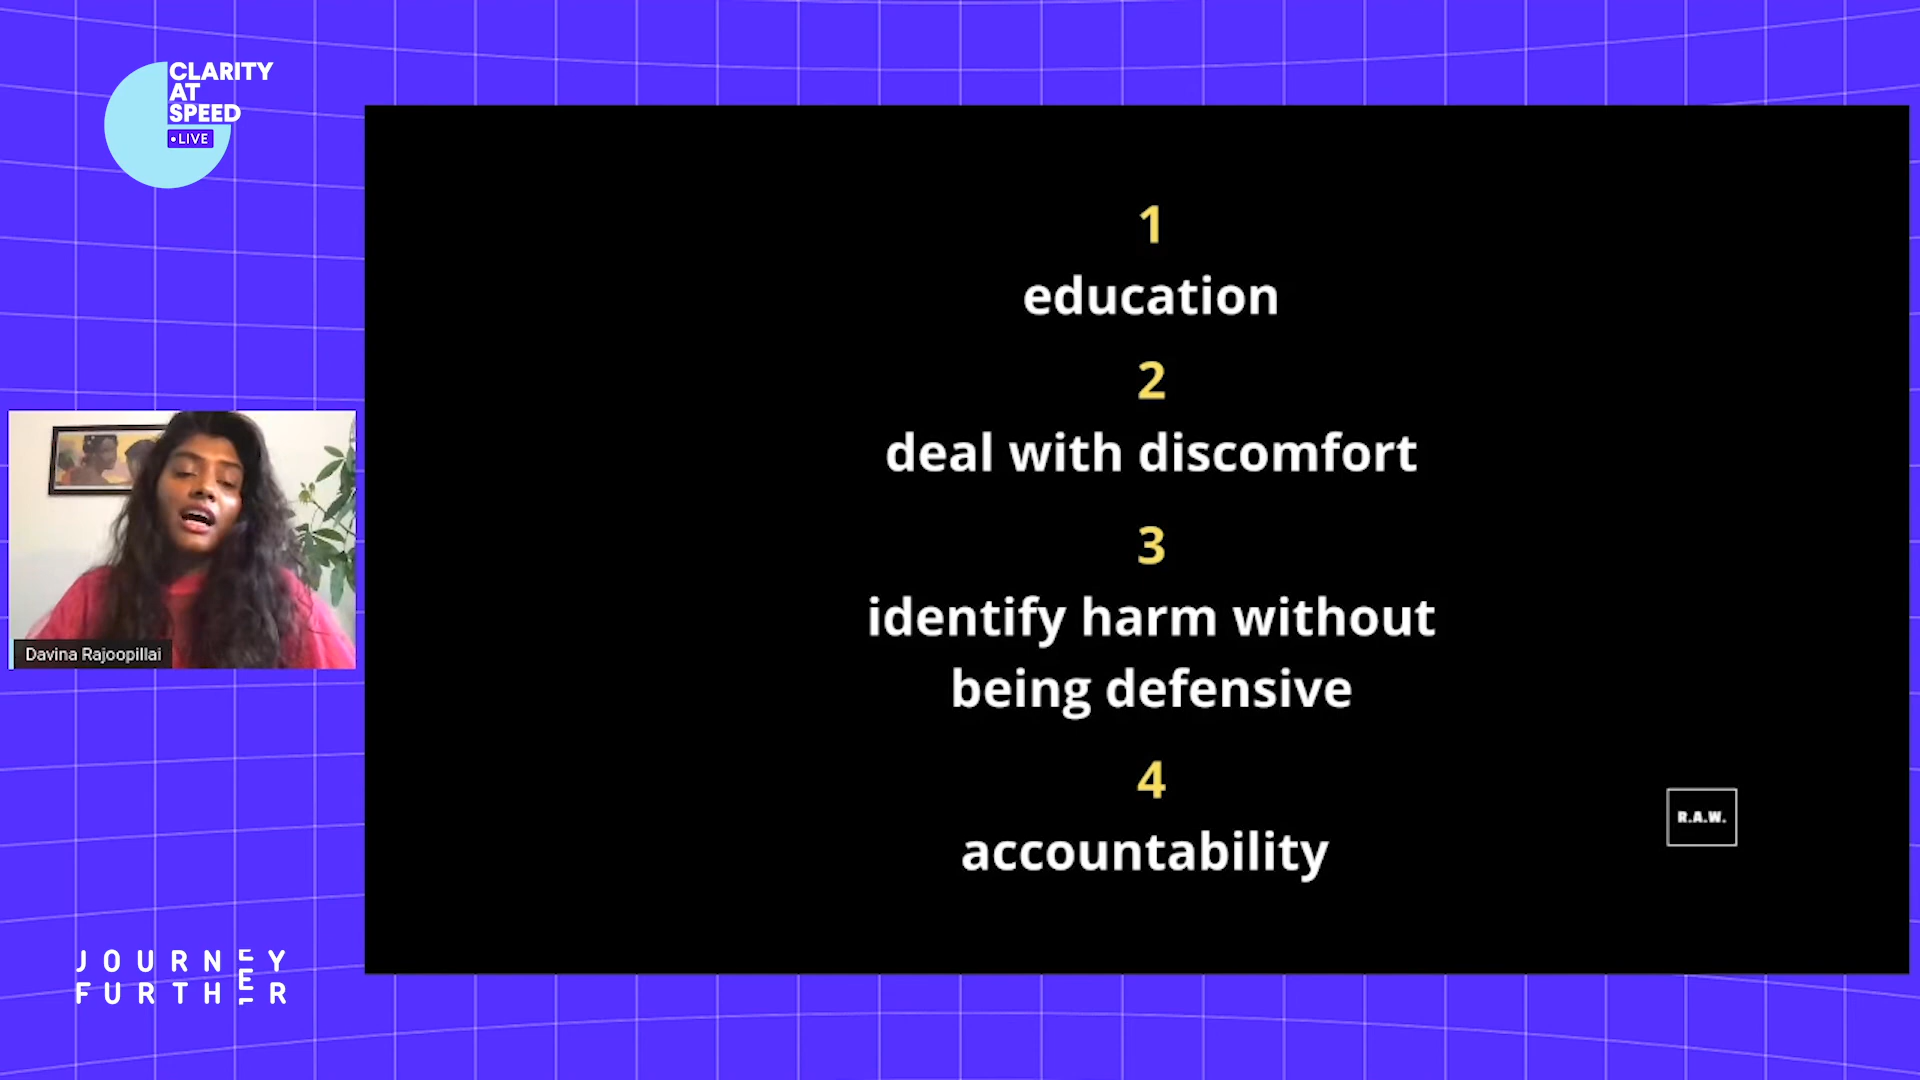 CLARITY
AT
SPEED
•LIVE
1
education
2
deal with discomfort
3
identify harm without
being defensive
4
accountability
R.A.W.
Davina Rajoopillai
JOURNEY
FURTHER